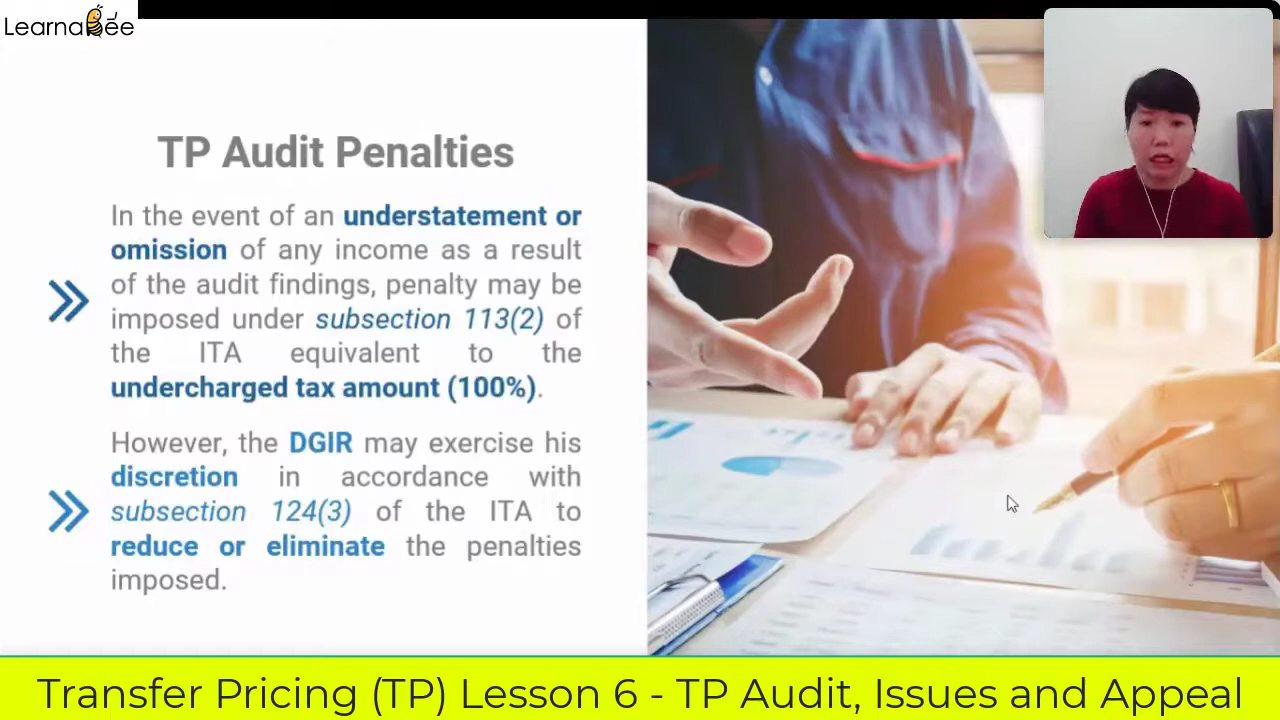 LearnaBee
TP Audit Penalties
In the event of an understatement or
omission of any income as a result
of the audit findings, penalty may be
imposed under subsection 113(2) of
the ITA equivalent to the
undercharged tax amount (100%).
However, the DGIR may exercise his
discretion in accordance with
subsection 124(3) of the ITA to
reduce or eliminate the penalties
imposed.
Transfer Pricing (TP) Lesson 6 - TP Audit, Issues and Appeal